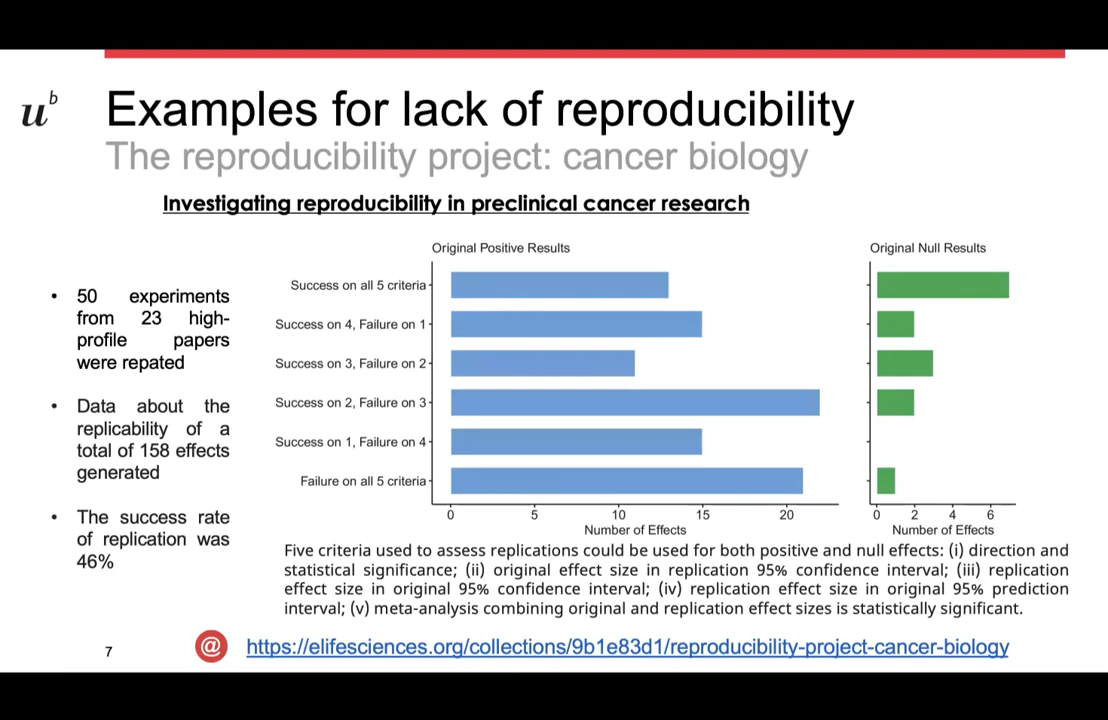 u^b
Examples for lack of reproducibility
The reproducibility project: cancer biology
Investigating reproducibility in preclinical cancer research
• 50 experiments
from 23 high-
profile papers
were repated
• Data about the
replicability of a
total of 158 effects
generated
• The success rate
of replication was
46%
Original Positive Results
Success on all 5 criteria
Success on 4, Failure on 1
Success on 3, Failure on 2
Success on 2, Failure on 3
Success on 1, Failure on 4
Failure on all 5 criteria
0 5 10 15 20
Number of Effects
Original Null Results
0 2 4 6
Number of Effects
Five criteria used to assess replications could be used for both positive and null effects: (i) direction and
statistical significance; (ii) original effect size in replication 95% confidence interval; (iii) replication
effect size in original 95% confidence interval; (iv) replication effect size in original 95% prediction
interval; (v) meta-analysis combining original and replication effect sizes is statistically significant.
7
@ https://elifesciences.org/collections/9b1e83d1/reproducibility-project-cancer-biology